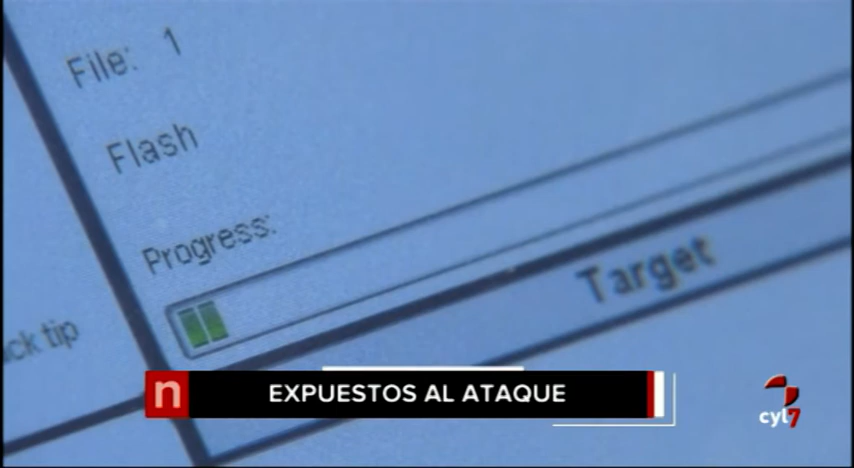 File: 1
Flash
Progress:
Target
ck tip
n EXPUESTOS AL ATAQUE
cyl7